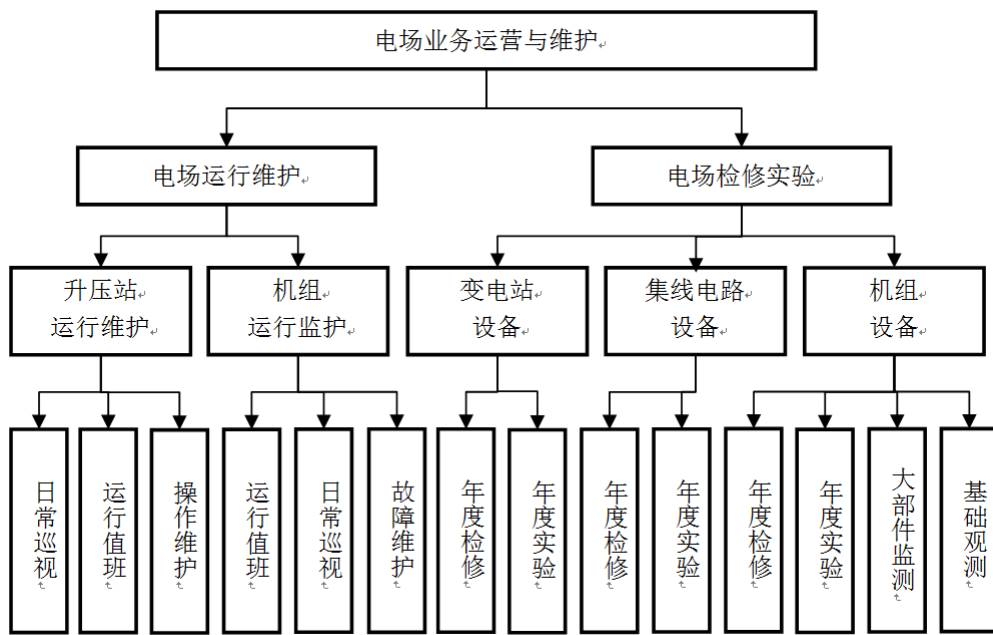 电场业务运营与维护
电场运行维护
电场检修实验
升压站
运行维护
机组
运行监护
变电站
设备
集线电路
设备
机组
设备
日常巡视
运行值班
操作维护
运行值班
日常巡视
故障维护
年度检修
年度实验
年度检修
年度实验
年度检修
年度实验
大部件监测
基础观测